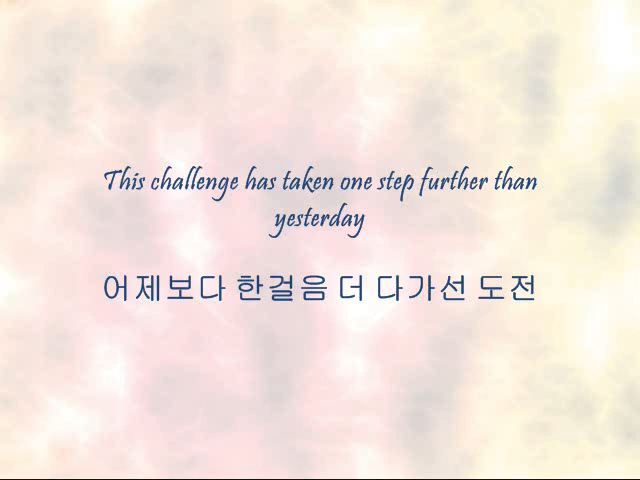 This challenge has taken one step further than
yesterday
어제보다 한걸음 더 다가선 도전